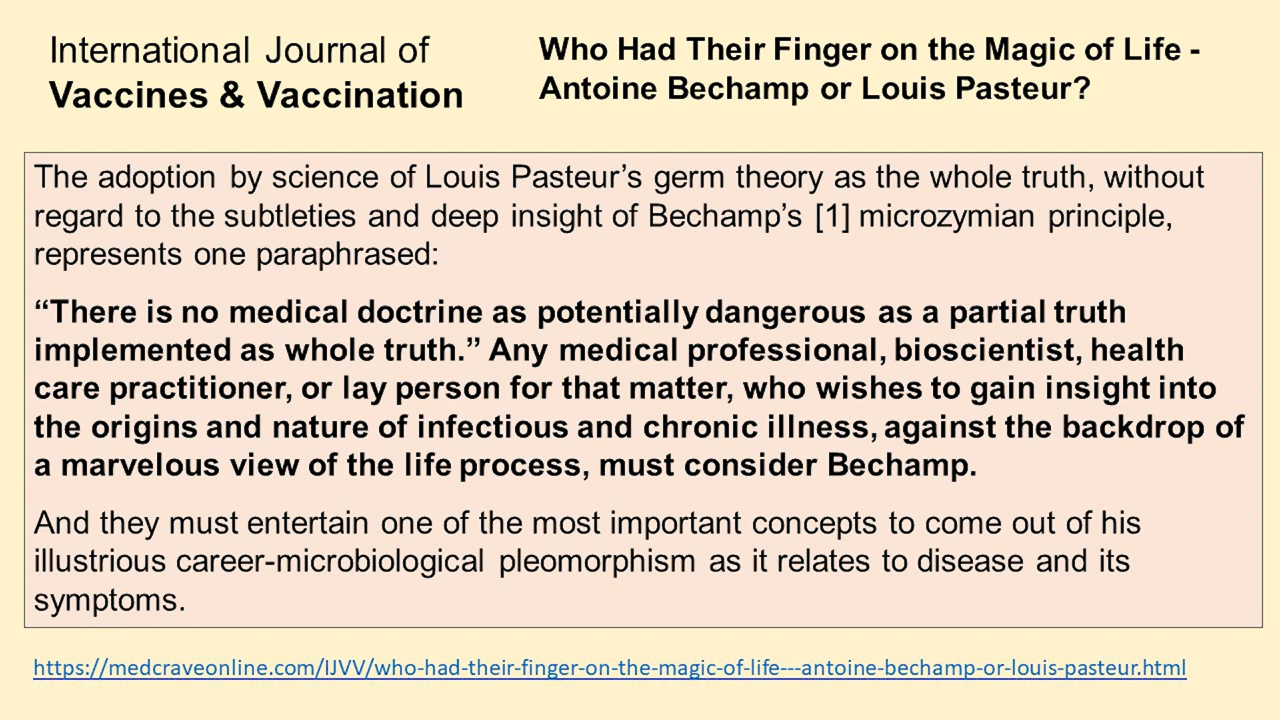 International Journal of
Vaccines & Vaccination
Who Had Their Finger on the Magic of Life -
Antoine Bechamp or Louis Pasteur?
The adoption by science of Louis Pasteur’s germ theory as the whole truth, without
regard to the subtleties and deep insight of Bechamp’s [1] microzymian principle,
represents one paraphrased:
“There is no medical doctrine as potentially dangerous as a partial truth
implemented as whole truth.” Any medical professional, bioscientist, health
care practitioner, or lay person for that matter, who wishes to gain insight into
the origins and nature of infectious and chronic illness, against the backdrop of
a marvelous view of the life process, must consider Bechamp.
And they must entertain one of the most important concepts to come out of his
illustrious career-microbiological pleomorphism as it relates to disease and its
symptoms.
https://medcraveonline.com/IJVV/who-had-their-finger-on-the-magic-of-life---antoine-bechamp-or-louis-pasteur.html